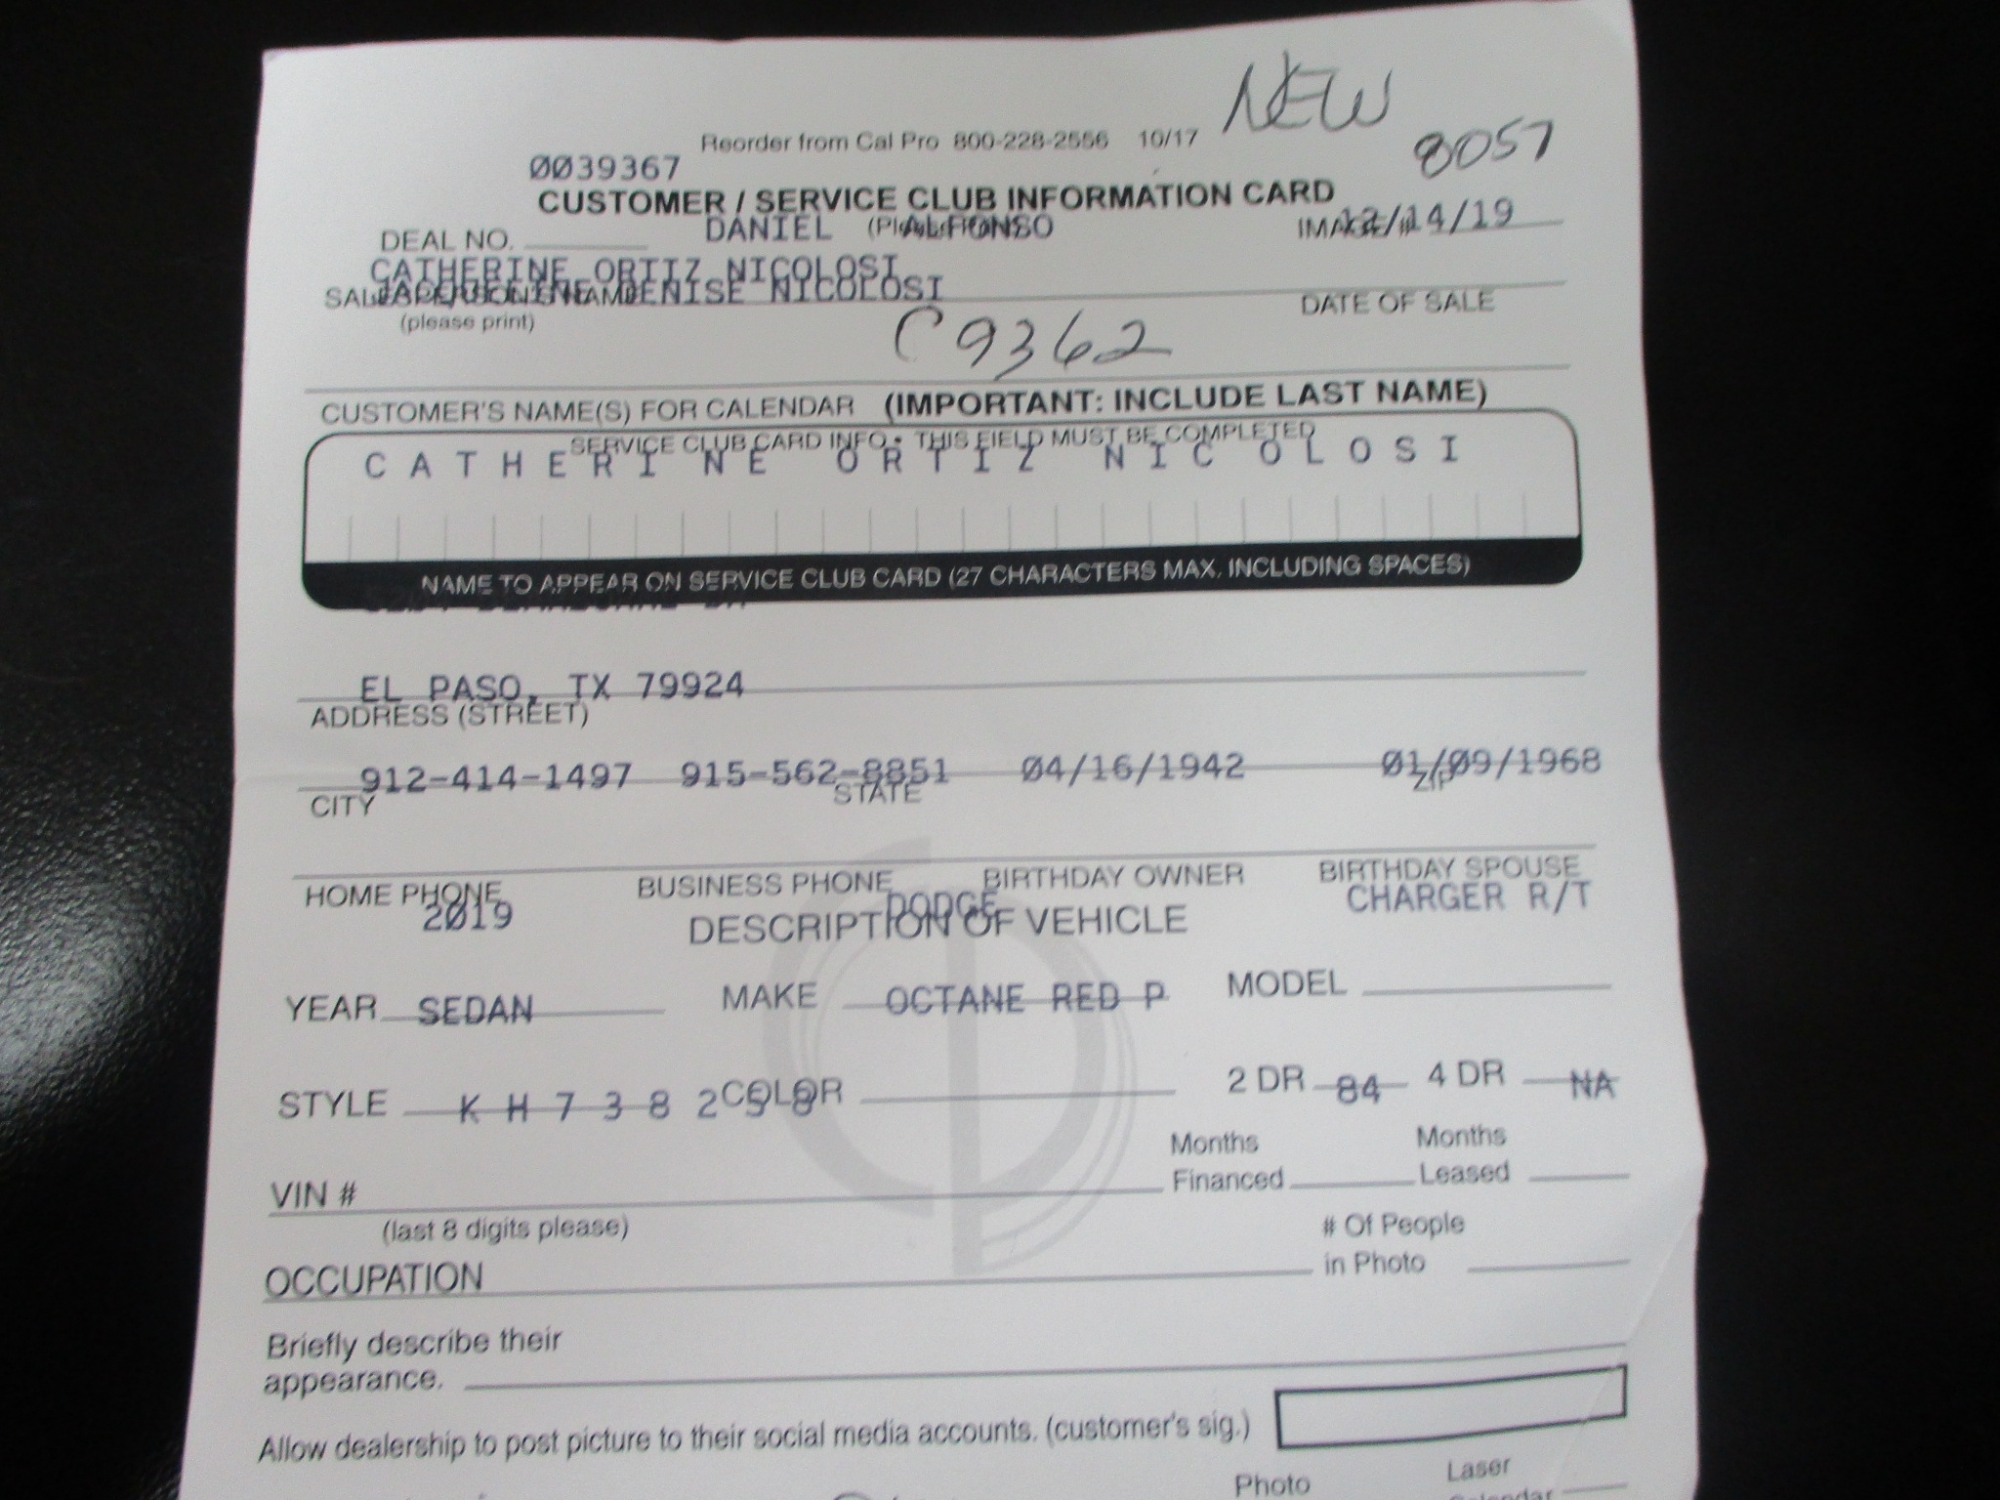 NEW
Reorder from Cal Pro 800-228-2556 10/17
8057
0039367
CUSTOMER / SERVICE CLUB INFORMATION CARD
DEAL NO. DANIEL ALFONSO 12/14/19
CATHERINE ORTIZ NICOLOSI
JACQUELINE DENISE NICOLOSI
DATE OF SALE
(please print)
C9362
CUSTOMER'S NAME(S) FOR CALENDAR (IMPORTANT: INCLUDE LAST NAME)
SERVICE CLUB CARD INFO - THIS FIELD MUST BE COMPLETED
CATHERINE ORTIZ NICOLOSI
NAME TO APPEAR ON SERVICE CLUB CARD (27 CHARACTERS MAX. INCLUDING SPACES)
EL PASO, TX 79924
ADDRESS (STREET)
912-414-1497 915-562-8851 04/16/1942 01/09/1968
CITY STATE ZIP
HOME PHONE BUSINESS PHONE BIRTHDAY OWNER BIRTHDAY SPOUSE
2019 DODGE CHARGER R/T
DESCRIPTION OF VEHICLE
YEAR SEDAN MAKE OCTANE RED P MODEL
STYLE KH738258 COLOR 2 DR 84 4 DR NA
Months Financed Months Leased
VIN #
(last 8 digits please)
# Of People in Photo
OCCUPATION
Briefly describe their
appearance.
Allow dealership to post picture to their social media accounts. (customer's sig.)
Photo Laser